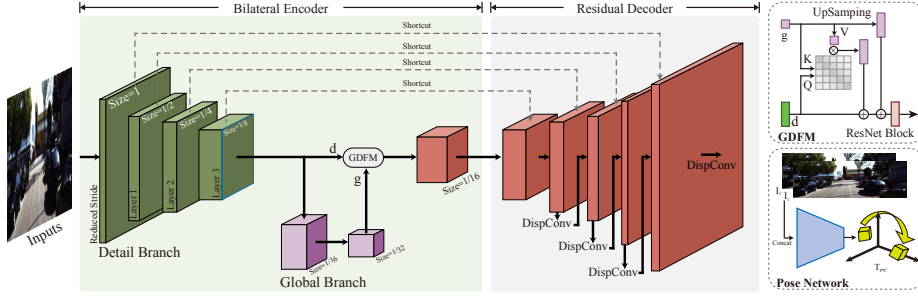 Bilateral Encoder
Residual Decoder
Shortcut
Shortcut
Shortcut
Shortcut
Size=1
Size=1/2
Size=1/4
Size=1/8
Layer 1
Layer 2
Layer 3
Reduced Stride
Inputs
Detail Branch
d
GDFM
g
Size=1/16
Size=1/16
Size=1/32
Global Branch
DispConv
DispConv
DispConv
DispConv
UpSamping
g
V
K
Q
d
ResNet Block
GDFM
Concat
Pose Network